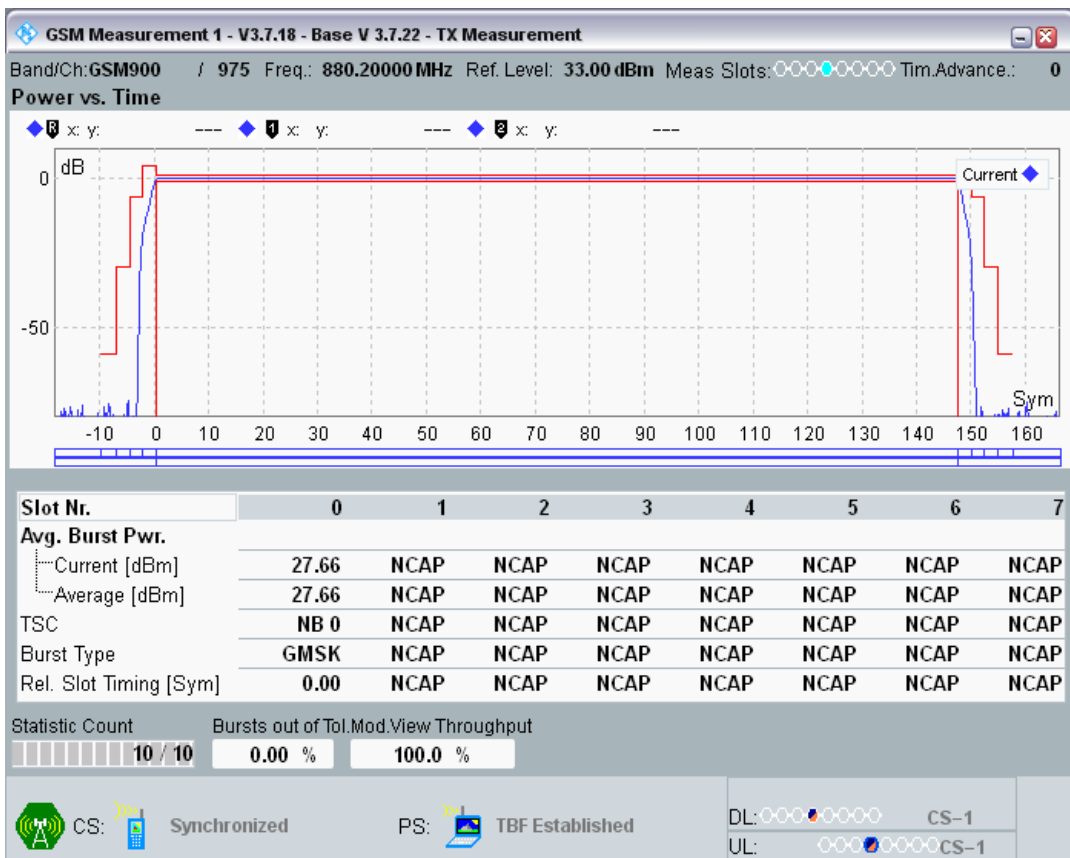 GSM Measurement 1 - V3.7.18 - Base V 3.7.22 - TX Measurement
Band/Ch:GSM900 / 975 Freq.: 880.20000 MHz Ref. Level: 33.00 dBm Meas Slots: Tim.Advance.: 0
Power vs. Time
R x: y: --- 1 x: y: --- 2 x: y: ---
0 dB Current
-50
Sym
-10 0 10 20 30 40 50 60 70 80 90 100 110 120 130 140 150 160
Slot Nr. 0 1 2 3 4 5 6 7
Avg. Burst Pwr.
Current [dBm] 27.66 NCAP NCAP NCAP NCAP NCAP NCAP NCAP
Average [dBm] 27.66 NCAP NCAP NCAP NCAP NCAP NCAP NCAP
TSC NB 0 NCAP NCAP NCAP NCAP NCAP NCAP NCAP
Burst Type GMSK NCAP NCAP NCAP NCAP NCAP NCAP NCAP
Rel. Slot Timing [Sym] 0.00 NCAP NCAP NCAP NCAP NCAP NCAP NCAP
Statistic Count Bursts out of Tol.Mod.View Throughput
10 / 10 0.00 % 100.0 %
CS: Synchronized PS: TBF Established DL: CS-1
UL: CS-1